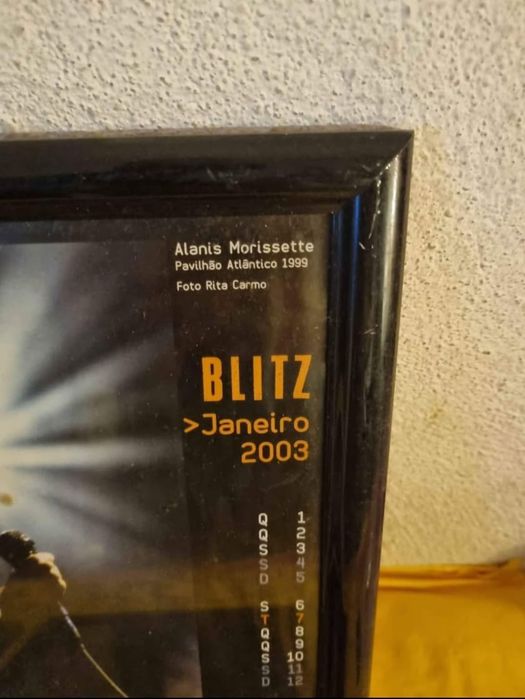 Alanis Morissette
Pavilhão Atlântico 1999
Foto Rita Carmo
BLITZ
>Janeiro
2003
Q 1
Q 2
S 3
S 4
D 5
S 6
T 7
Q 8
Q 9
S 10
S 11
D 12